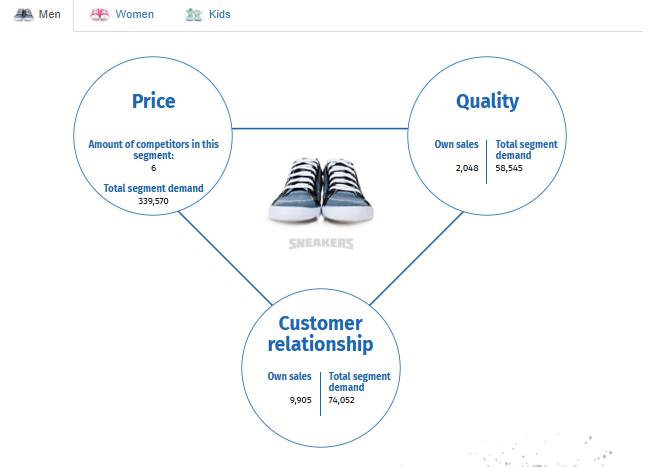 Men Women Kids
Price
Amount of competitors in this
segment:
6
Total segment demand
339,570
Quality
Own sales
Total segment
demand
2,048
58,545
SNEAKERS
Customer
relationship
Own sales
Total segment
demand
9,905
74,052